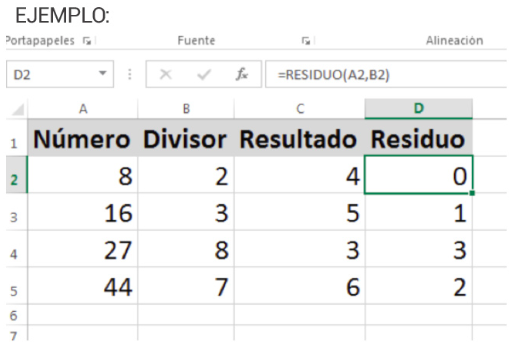 EJEMPLO:
Portapapeles Fuente Alineación
D2 fx =RESIDUO(A2,B2)
A B C D
1 Número Divisor Resultado Residuo
2 8 2 4 0
3 16 3 5 1
4 27 8 3 3
5 44 7 6 2
6
7